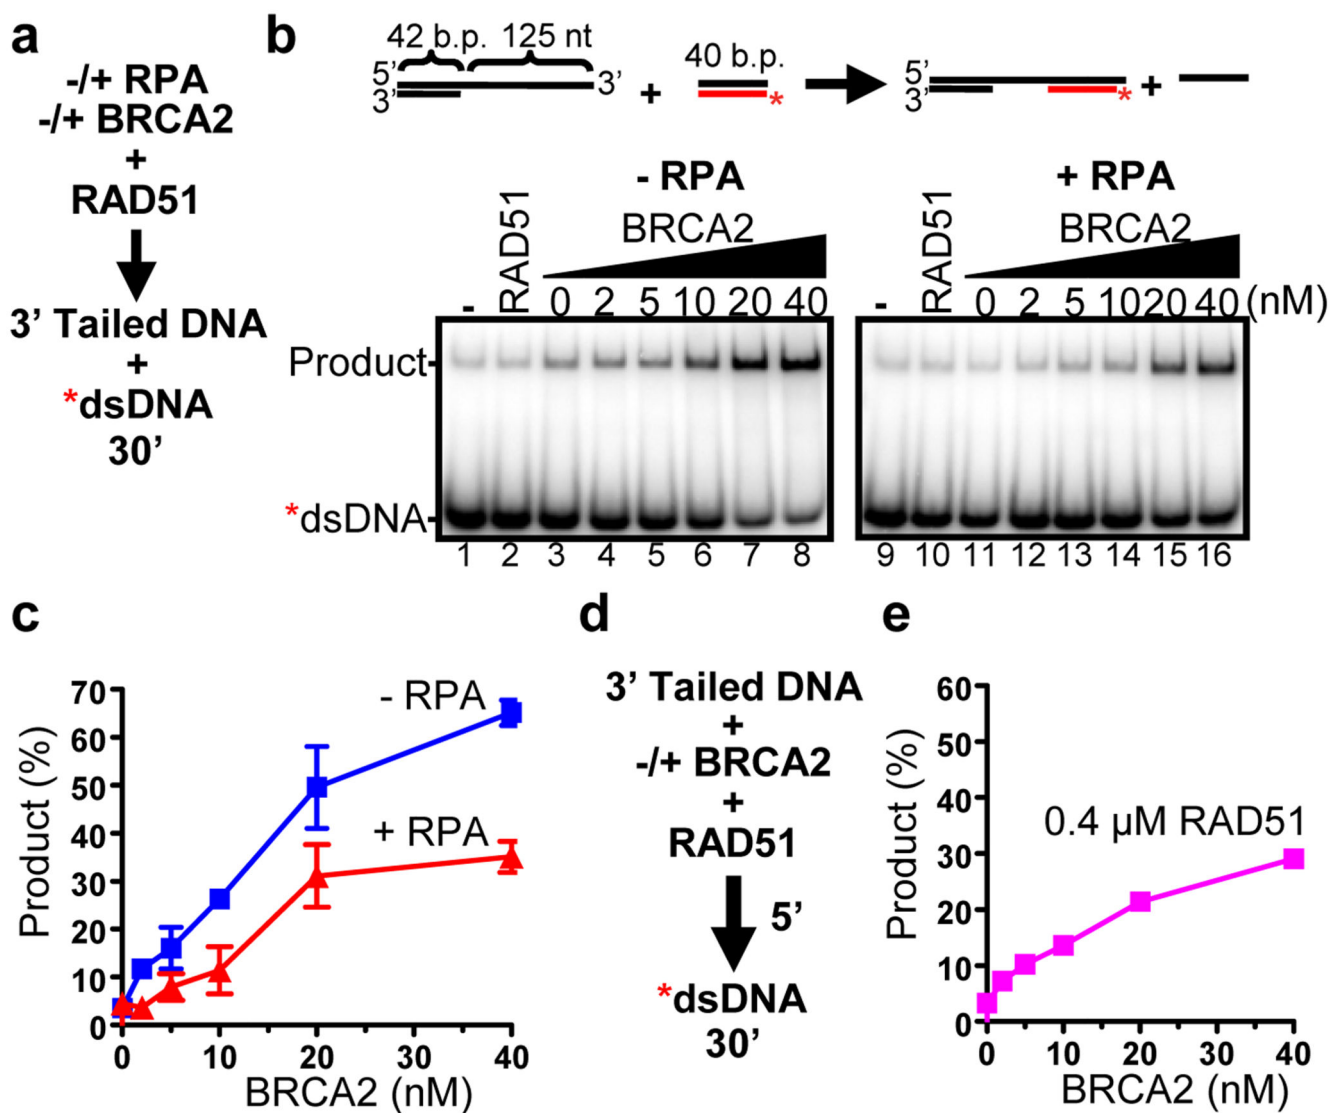 a
-/+ RPA
-/+ BRCA2
+
RAD51
3’ Tailed DNA
+
*dsDNA
30’
b
42 b.p. 125 nt
5’
3’
3’
+
40 b.p.
*
5’
3’
*
+
- RPA
BRCA2
-
RAD51
0 2 5 10 20 40
+ RPA
BRCA2
-
RAD51
0 2 5 10 20 40 (nM)
Product-
*dsDNA-
1 2 3 4 5 6 7 8
9 10 11 12 13 14 15 16
c
Product (%)
70
60
50
40
30
20
10
0
- RPA
+ RPA
0 10 20 30 40
BRCA2 (nM)
d
3’ Tailed DNA
+
-/+ BRCA2
+
RAD51
5’
*dsDNA
30’
e
Product (%)
60
50
40
30
20
10
0
0.4 µM RAD51
0 10 20 30 40
BRCA2 (nM)